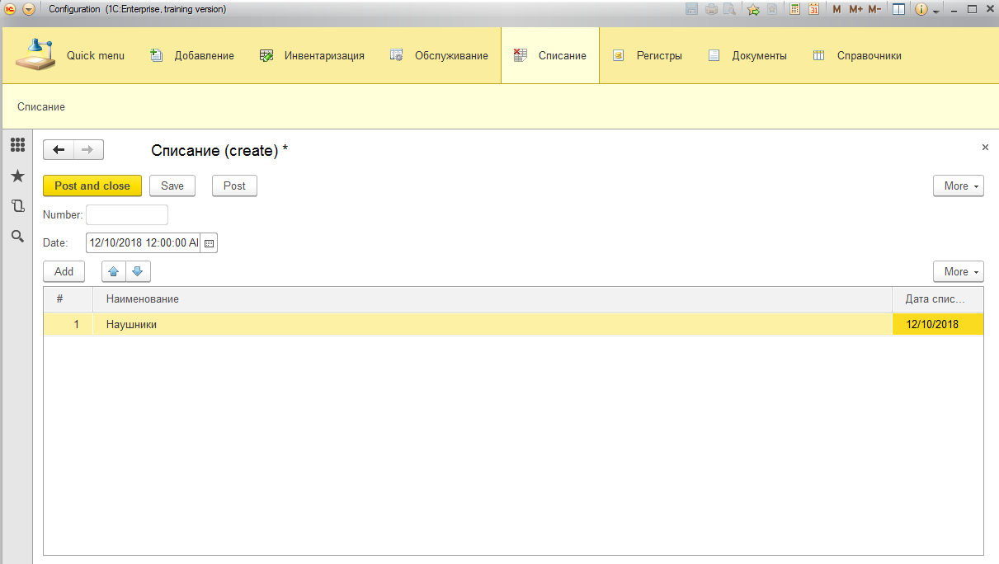 1С Configuration (1C:Enterprise, training version) 31 M M+ M- i
Quick menu Добавление Инвентаризация Обслуживание Списание Регистры Документы Справочники
Списание
Списание (create) *
Post and close Save Post More
Number:
Date: 12/10/2018 12:00:00 AI
Add More
# Наименование Дата спис...
1 Наушники 12/10/2018